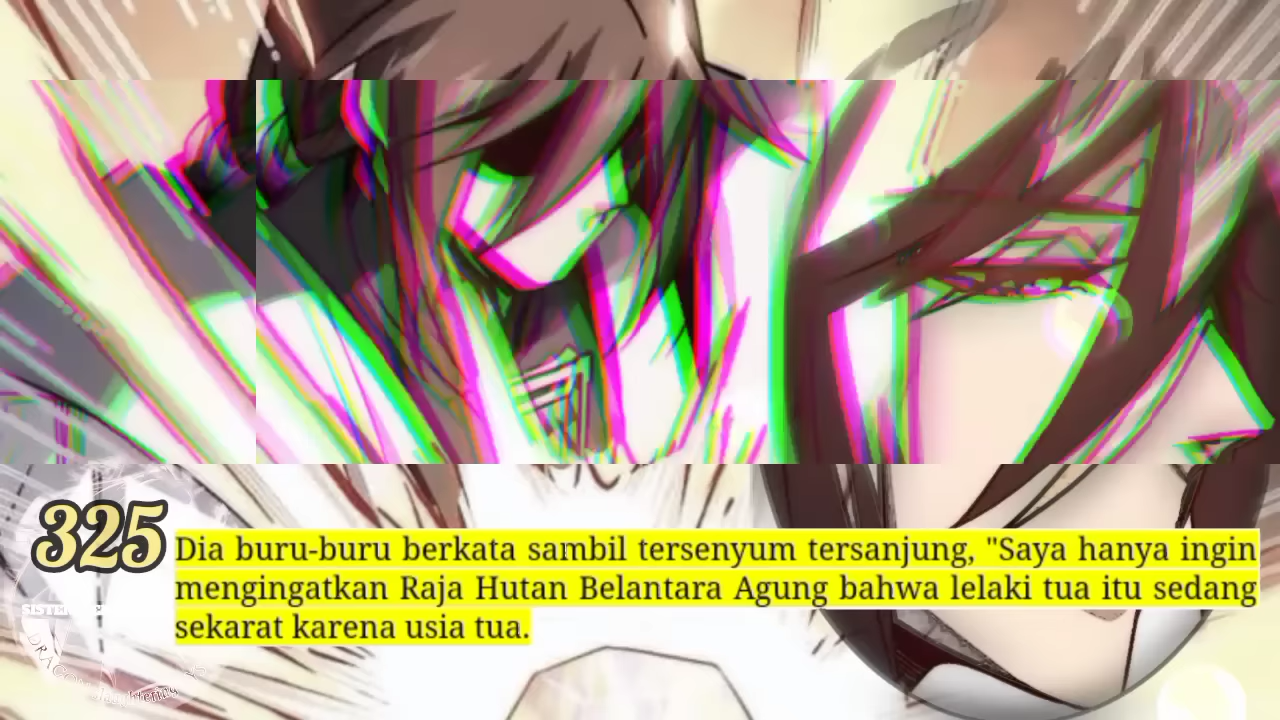 325
Dia buru-buru berkata sambil tersenyum tersanjung, "Saya hanya ingin
mengingatkan Raja Hutan Belantara Agung bahwa lelaki tua itu sedang
sekarat karena usia tua.